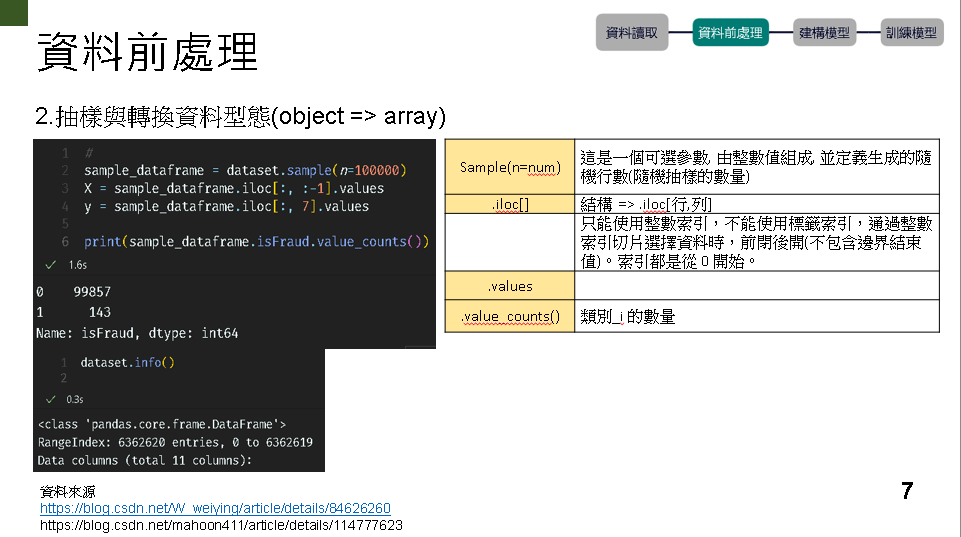 資料前處理
資料讀取
資料前處理
建構模型
訓練模型
2.抽樣與轉換資料型態(object => array)
1 #
2 sample_dataframe = dataset.sample(n=100000)
3 X = sample_dataframe.iloc[:, :-1].values
4 y = sample_dataframe.iloc[:, 7].values
5
6 print(sample_dataframe.isFraud.value_counts())
✓ 1.6s
0 99857
1 143
Name: isFraud, dtype: int64
1 dataset.info()
2
✓ 0.3s
<class 'pandas.core.frame.DataFrame'>
RangeIndex: 6362620 entries, 0 to 6362619
Data columns (total 11 columns):
Sample(n=num)
這是一個可選參數, 由整數值組成, 並定義生成的隨
機行數(隨機抽樣的數量)
.iloc[]
結構 => .iloc[行,列]
只能使用整數索引，不能使用標籤索引，通過整數
索引切片選擇資料時，前閉後開(不包含邊界結束
值)。索引都是從 0 開始。
.values
.value_counts()
類別_i 的數量
資料來源
https://blog.csdn.net/W_weiying/article/details/84626260
https://blog.csdn.net/mahoon411/article/details/114777623
7